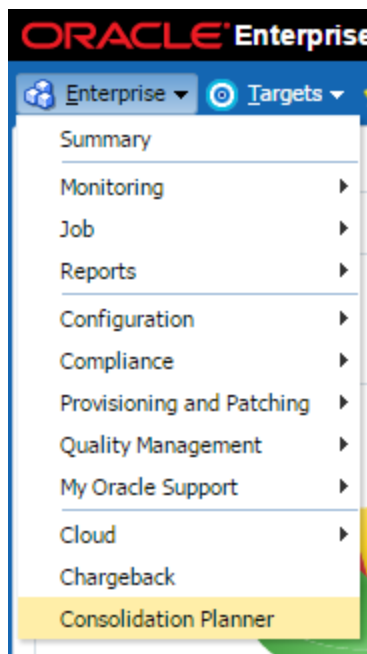 ORACLE Enterprise
Enterprise Targets
Summary
Monitoring
Job
Reports
Configuration
Compliance
Provisioning and Patching
Quality Management
My Oracle Support
Cloud
Chargeback
Consolidation Planner